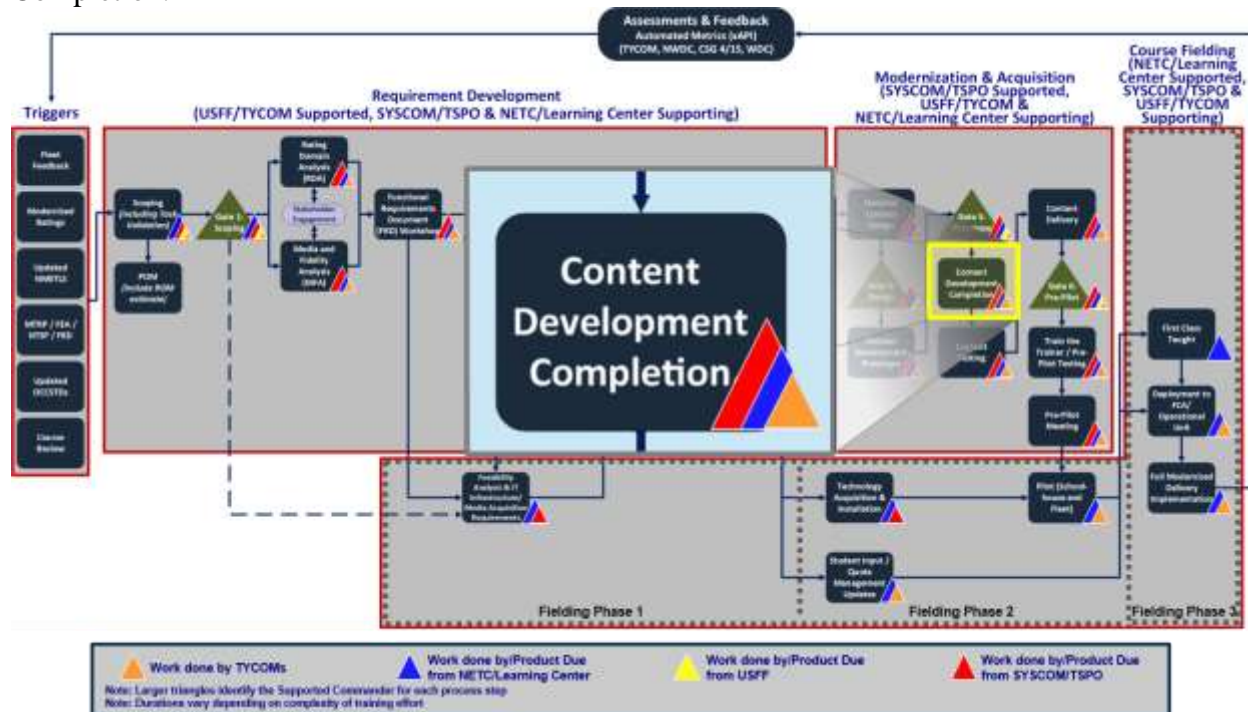 Assessments & Feedback
Automated Metrics (xAPI)
(TYCOM, NWDC, CSG 4/15, WDC)
Triggers
Requirement Development
(USFF/TYCOM Supported, SYSCOM/TSPO & NETC/Learning Center Supporting)
Modernization & Acquisition
(SYSCOM/TSPO Supported,
USFF/TYCOM &
NETC/Learning Center Supporting)
Course Fielding
(NETC/Learning
Center Supported,
SYSCOM/TSPO &
USFF/TYCOM
Supporting)
Fleet
Feedback
Modernized
Ratings
Updated
Updated
OCCSTDs
Course
Review
Scoping
(Including Task
Validation)
Gate 1:
Scoping
Rating
Domain
Analysis
(RDA)
Stakeholder
Engagement
Media and
Fidelity
Analysis
Functional
Requirements
Document
(FRD) Workshop
Content
Development
Completion
Content
Development
Completion
Content
Delivery
Gate 6:
Pre-Pilot
Train the
Trainer / Pre-
Pilot Testing
Pre-Pilot
Meeting
First Class
Taught
Deployment to
Operational
Unit
Full Modernized
Delivery
Implementation
Feasibility
Analysis & IT
Infrastructure/
Media Acquisition
Requirements
Technology
Acquisition &
Installation
Pilot (School-
house and
Fleet)
Student Input /
Quota
Management
Updates
Fielding Phase 1
Fielding Phase 2
Fielding Phase 3
Work done by TYCOMs
Work done by/Product Due
from NETC/Learning Center
Work done by/Product Due
from USFF
Work done by/Product Due
from SYSCOM/TSPO
Note: Larger triangles identify the Supported Commander for each process step
Note: Durations vary depending on complexity of training effort